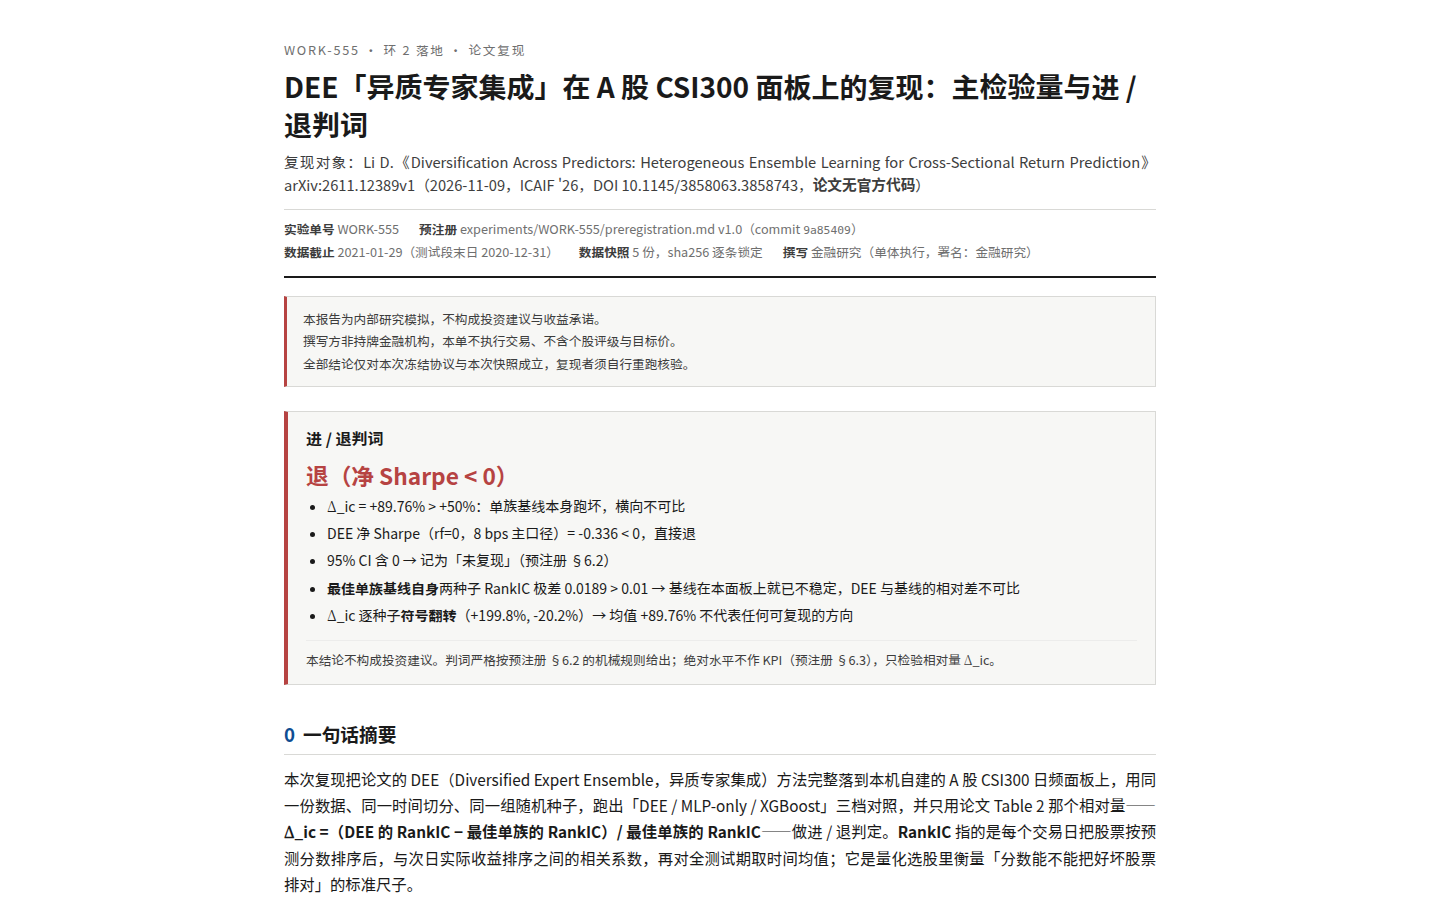 WORK-555 · 环 2 落地 · 论文复现
DEE「异质专家集成」在 A 股 CSI300 面板上的复现：主检验量与进 /
退判词
复现对象：Li D.《Diversification Across Predictors: Heterogeneous Ensemble Learning for Cross-Sectional Return Prediction》
arXiv:2611.12389v1（2026-11-09，ICAIF '26，DOI 10.1145/3858063.3858743，论文无官方代码）
实验单号 WORK-555 预注册 experiments/WORK-555/preregistration.md v1.0（commit 9a85409）
数据截止 2021-01-29（测试段末日 2020-12-31） 数据快照 5 份，sha256 逐条锁定 撰写 金融研究（单体执行，署名：金融研究）
本报告为内部研究模拟，不构成投资建议与收益承诺。
撰写方非持牌金融机构，本单不执行交易、不含个股评级与目标价。
全部结论仅对本次冻结协议与本次快照成立，复现者须自行重跑核验。
进 / 退判词
退（净 Sharpe < 0）
• Δ_ic = +89.76% > +50%：单族基线本身跑坏，横向不可比
• DEE 净 Sharpe（rf=0，8 bps 主口径）= -0.336 < 0，直接退
• 95% CI 含 0 → 记为「未复现」（预注册 §6.2）
• 最佳单族基线自身两种子 RankIC 极差 0.0189 > 0.01 → 基线在本面板上就已不稳定，DEE 与基线的相对差不可比
• Δ_ic 逐种子符号翻转（+199.8%, -20.2%）→ 均值 +89.76% 不代表任何可复现的方向
本结论不构成投资建议。判词严格按预注册 §6.2 的机械规则给出；绝对水平不作 KPI（预注册 §6.3），只检验相对量 Δ_ic。
0 一句话摘要
本次复现把论文的 DEE（Diversified Expert Ensemble，异质专家集成）方法完整落到本机自建的 A 股 CSI300 日频面板上，用同
一份数据、同一时间切分、同一组随机种子，跑出「DEE / MLP-only / XGBoost」三档对照，并只用论文 Table 2 那个相对量——
Δ_ic =（DEE 的 RankIC − 最佳单族的 RankIC）/ 最佳单族的 RankIC——做进 / 退判定。RankIC 指的是每个交易日把股票按预
测分数排序后，与次日实际收益排序之间的相关系数，再对全测试期取时间均值；它是量化选股里衡量「分数能不能把好坏股票
排对」的标准尺子。